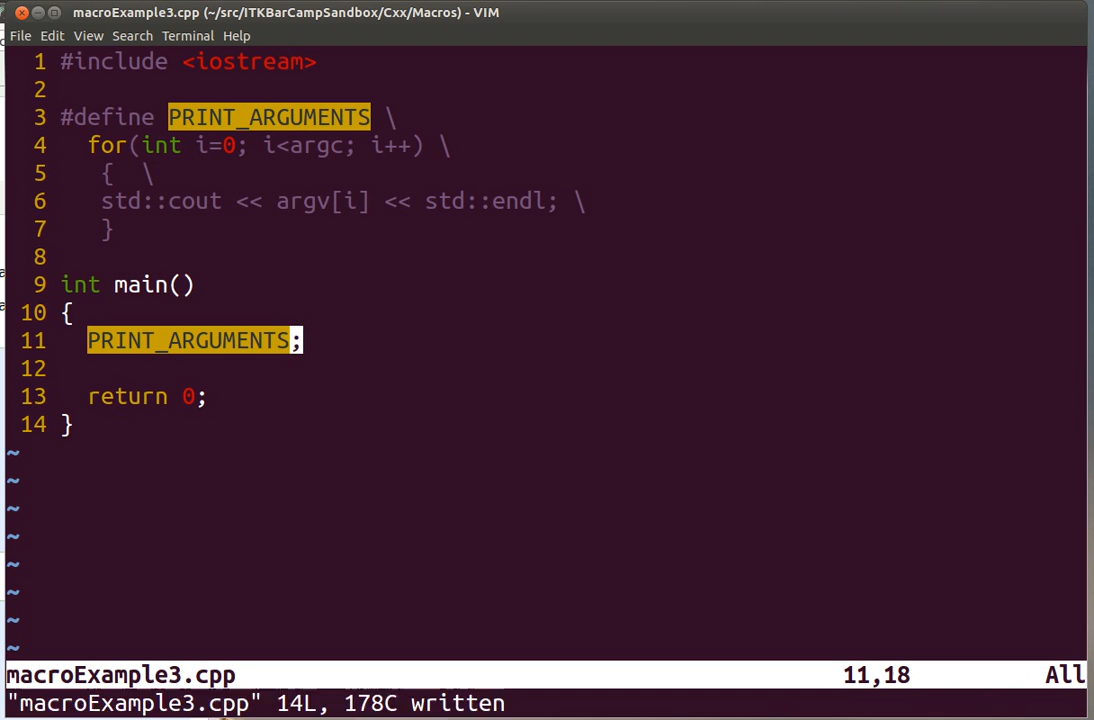 macroExample3.cpp (~/src/ITKBarCampSandbox/Cxx/Macros) - VIM
File Edit View Search Terminal Help
1 #include <iostream>
2
3 #define PRINT_ARGUMENTS \
4   for(int i=0; i<argc; i++) \
5    {  \
6    std::cout << argv[i] << std::endl; \
7    }
8
9 int main()
10 {
11   PRINT_ARGUMENTS;
12
13   return 0;
14 }
~
~
~
~
~
~
~
~
macroExample3.cpp 11,18 All
"macroExample3.cpp" 14L, 178C written